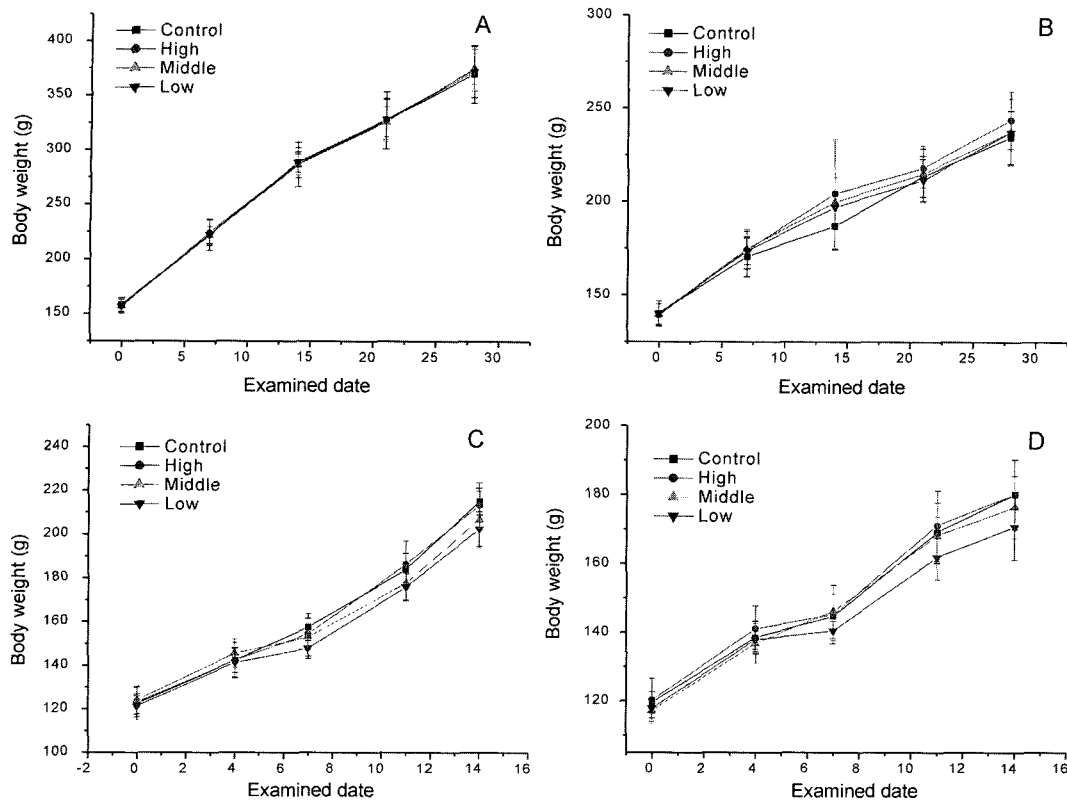 A
Control
High
Middle
Low
Body weight (g)
400
350
300
250
200
150
0 5 10 15 20 25 30
Examined date
B
Control
High
Middle
Low
Body weight (g)
300
250
200
150
0 5 10 15 20 25 30
Examined date
C
Control
High
Middle
Low
Body weight (g)
240
220
200
180
160
140
120
100
-2 0 2 4 6 8 10 12 14 16
Examined date
D
Control
High
Middle
Low
Body weight (g)
200
180
160
140
120
0 2 4 6 8 10 12 14 16
Examined date